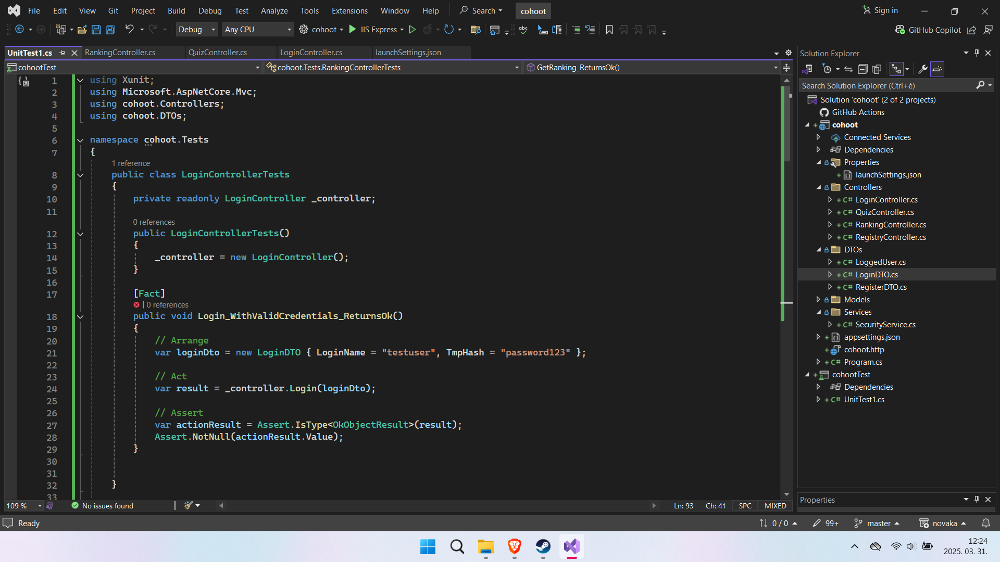 File Edit View Git Project Build Debug Test Analyze Tools Extensions Window Help Search cohoot Sign in
Debug Any CPU cohoot IIS Express GitHub Copilot
UnitTest1.cs RankingController.cs QuizController.cs LoginController.cs launchSettings.json
cohootTest cohoot.Tests.RankingControllerTests GetRanking_ReturnsOk()
1 using Xunit;
2 using Microsoft.AspNetCore.Mvc;
3 using cohoot.Controllers;
4 using cohoot.DTOs;
5
6 namespace cohoot.Tests
7 {
1 reference
8 public class LoginControllerTests
9 {
10 private readonly LoginController _controller;
11
0 references
12 public LoginControllerTests()
13 {
14 _controller = new LoginController();
15 }
16
17 [Fact]
| 0 references
18 public void Login_WithValidCredentials_ReturnsOk()
19 {
20 // Arrange
21 var loginDto = new LoginDTO { LoginName = "testuser", TmpHash = "password123" };
22
23 // Act
24 var result = _controller.Login(loginDto);
25
26 // Assert
27 var actionResult = Assert.IsType<OkObjectResult>(result);
28 Assert.NotNull(actionResult.Value);
29 }
30
31
32 }
33
109 % No issues found Ln: 93 Ch: 41 SPC MIXED
Solution Explorer
Search Solution Explorer (Ctrl+é)
Solution 'cohoot' (2 of 2 projects)
GitHub Actions
cohoot
Connected Services
Dependencies
Properties
launchSettings.json
Controllers
C# LoginController.cs
C# QuizController.cs
C# RankingController.cs
C# RegistryController.cs
DTOs
C# LoggedUser.cs
C# LoginDTO.cs
C# RegisterDTO.cs
Models
Services
C# SecurityService.cs
appsettings.json
cohoot.http
C# Program.cs
cohootTest
Dependencies
C# UnitTest1.cs
Properties
Ready 0 / 0 99+ master novaka
12:24
2025. 03. 31.